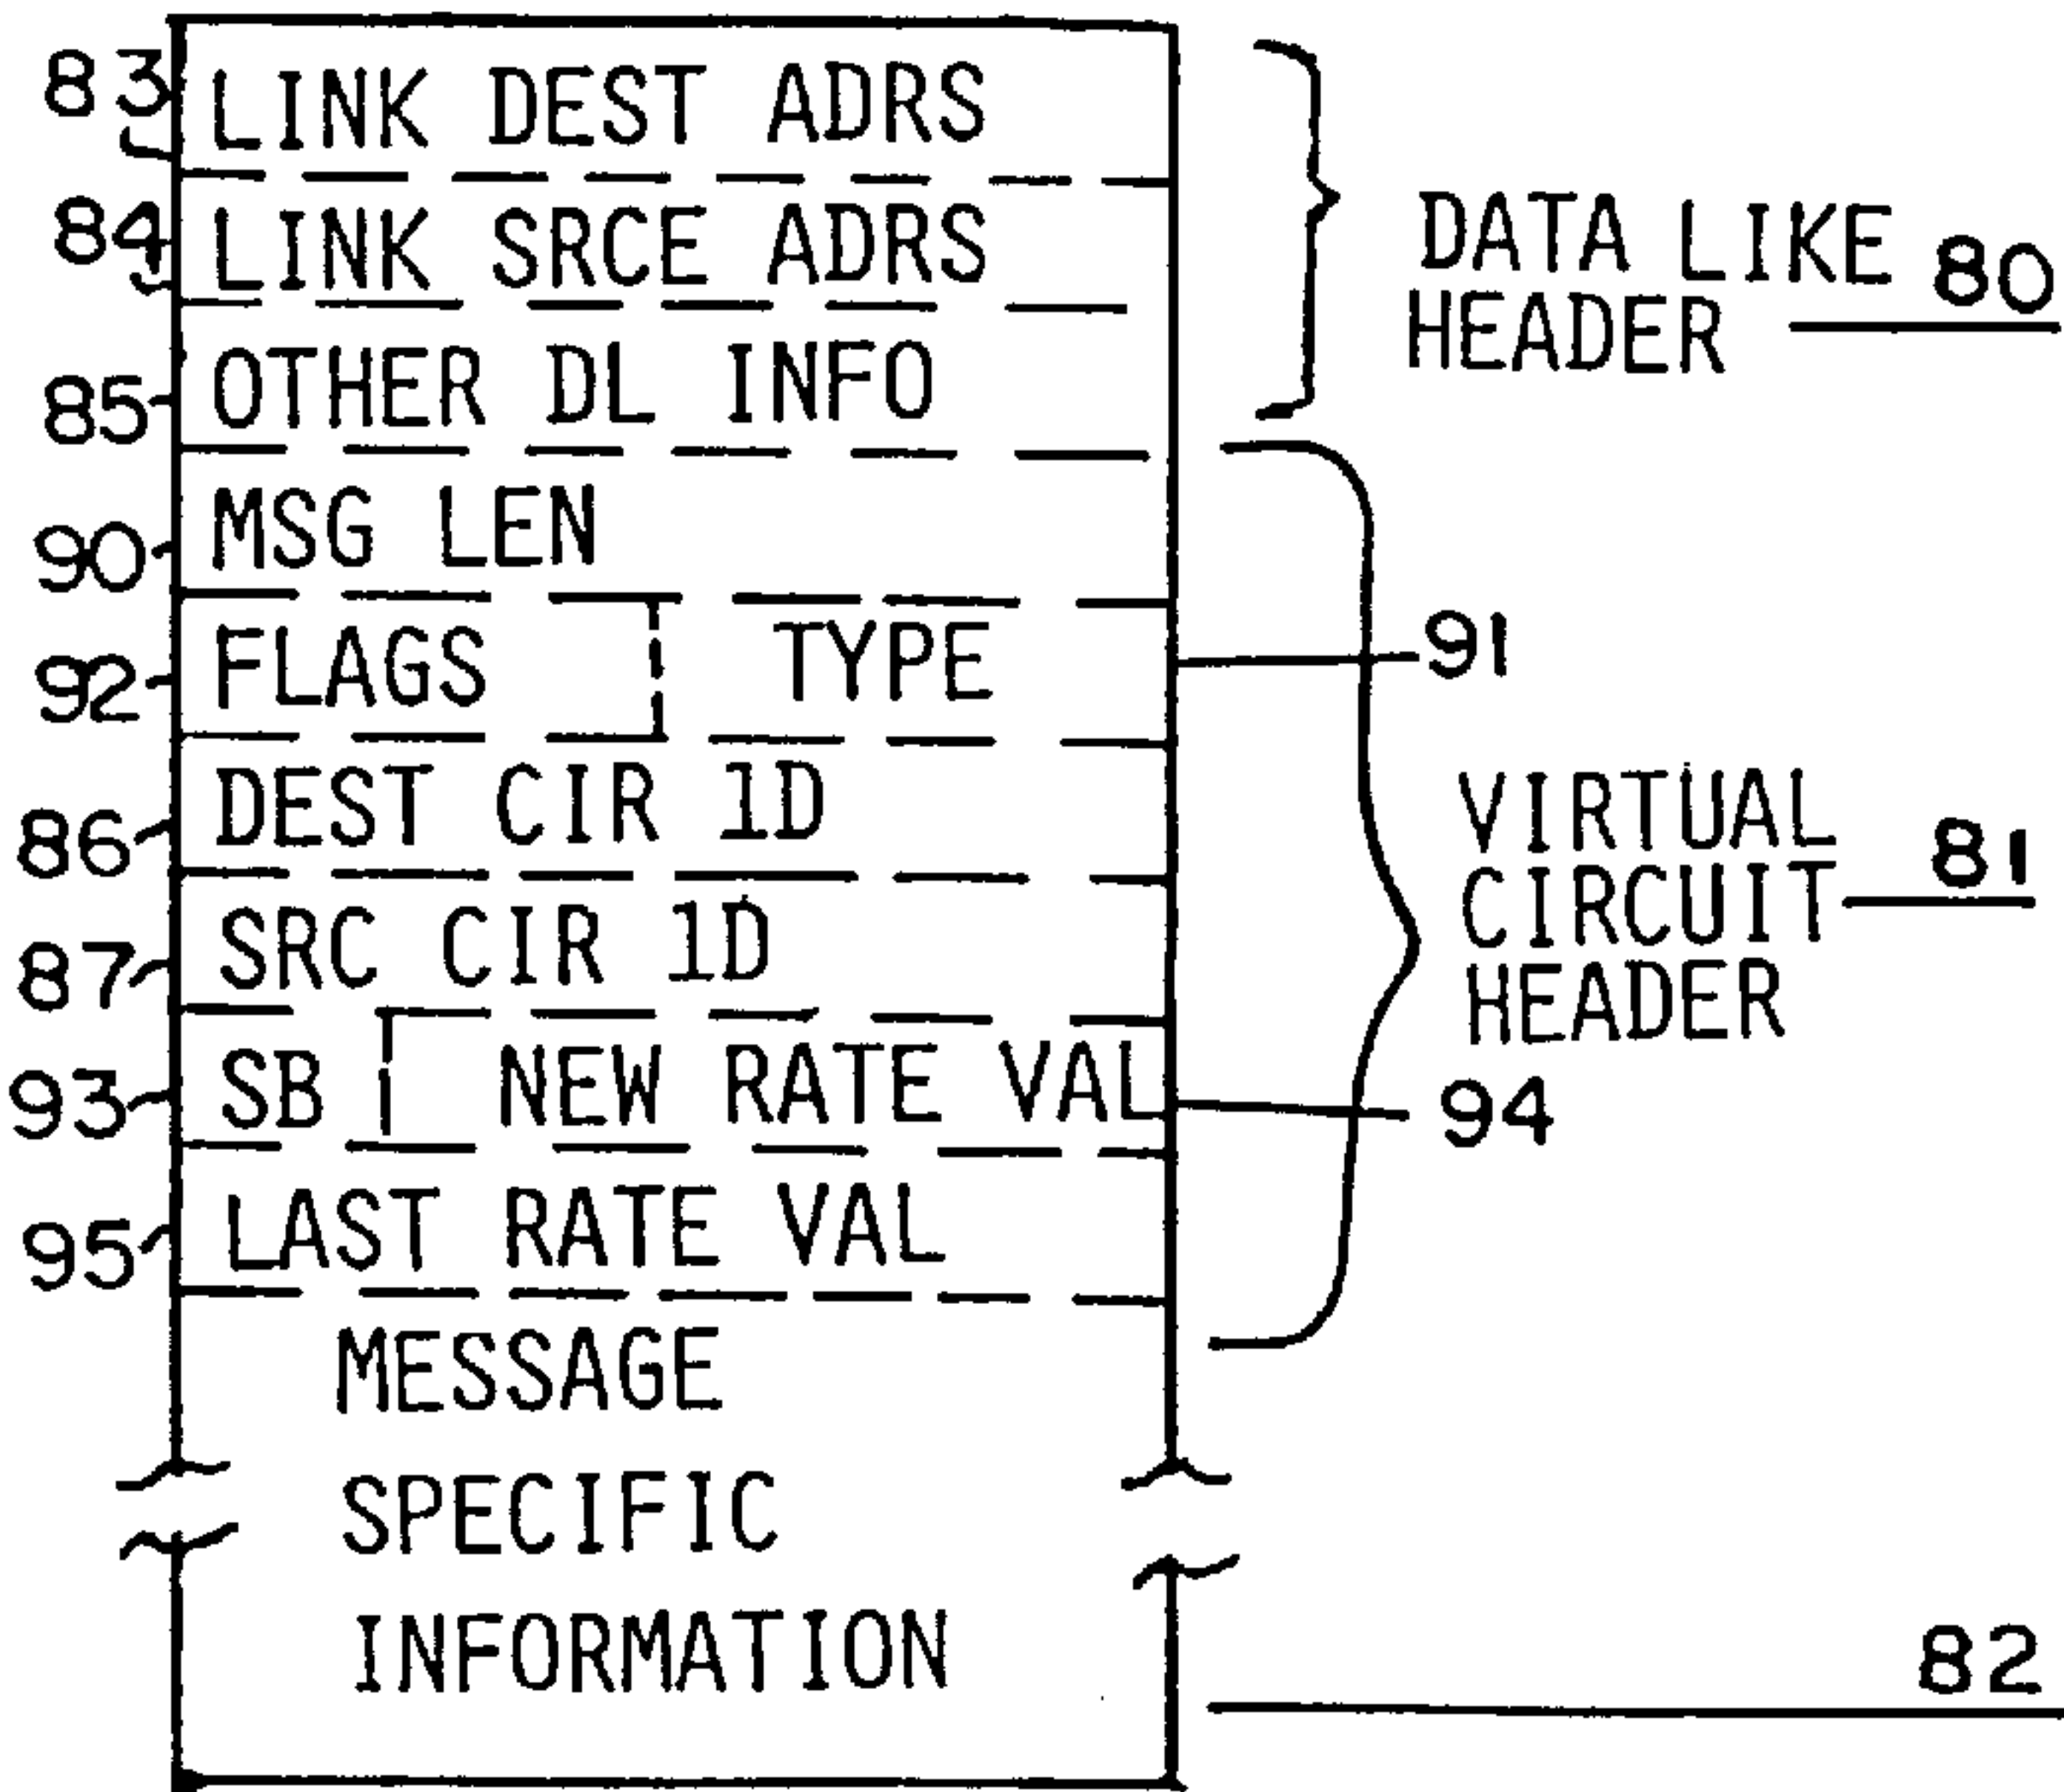 83 LINK DEST ADRS
84 LINK SRCE ADRS
DATA LIKE
HEADER 80
85 OTHER DL INFO
90 MSG LEN
92 FLAGS TYPE 91
86 DEST CIR 1D
VIRTUAL
CIRCUIT 81
HEADER
87 SRC CIR 1D
93 SB NEW RATE VAL 94
95 LAST RATE VAL
MESSAGE
SPECIFIC
INFORMATION
82